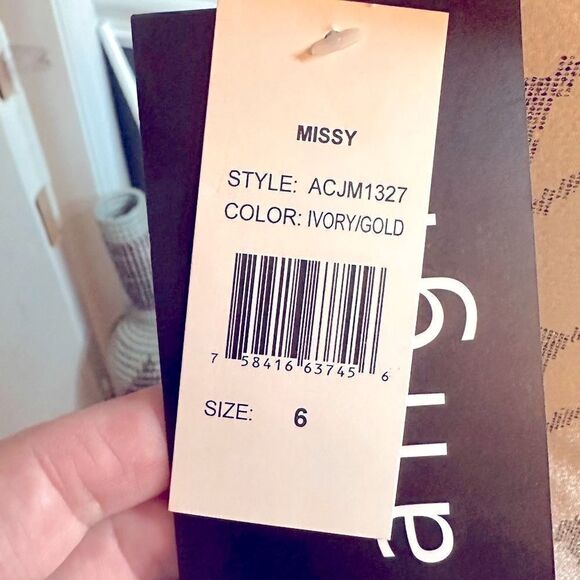 MISSY
STYLE: ACJM1327
COLOR: IVORY/GOLD
7 58416 63745 6
SIZE: 6